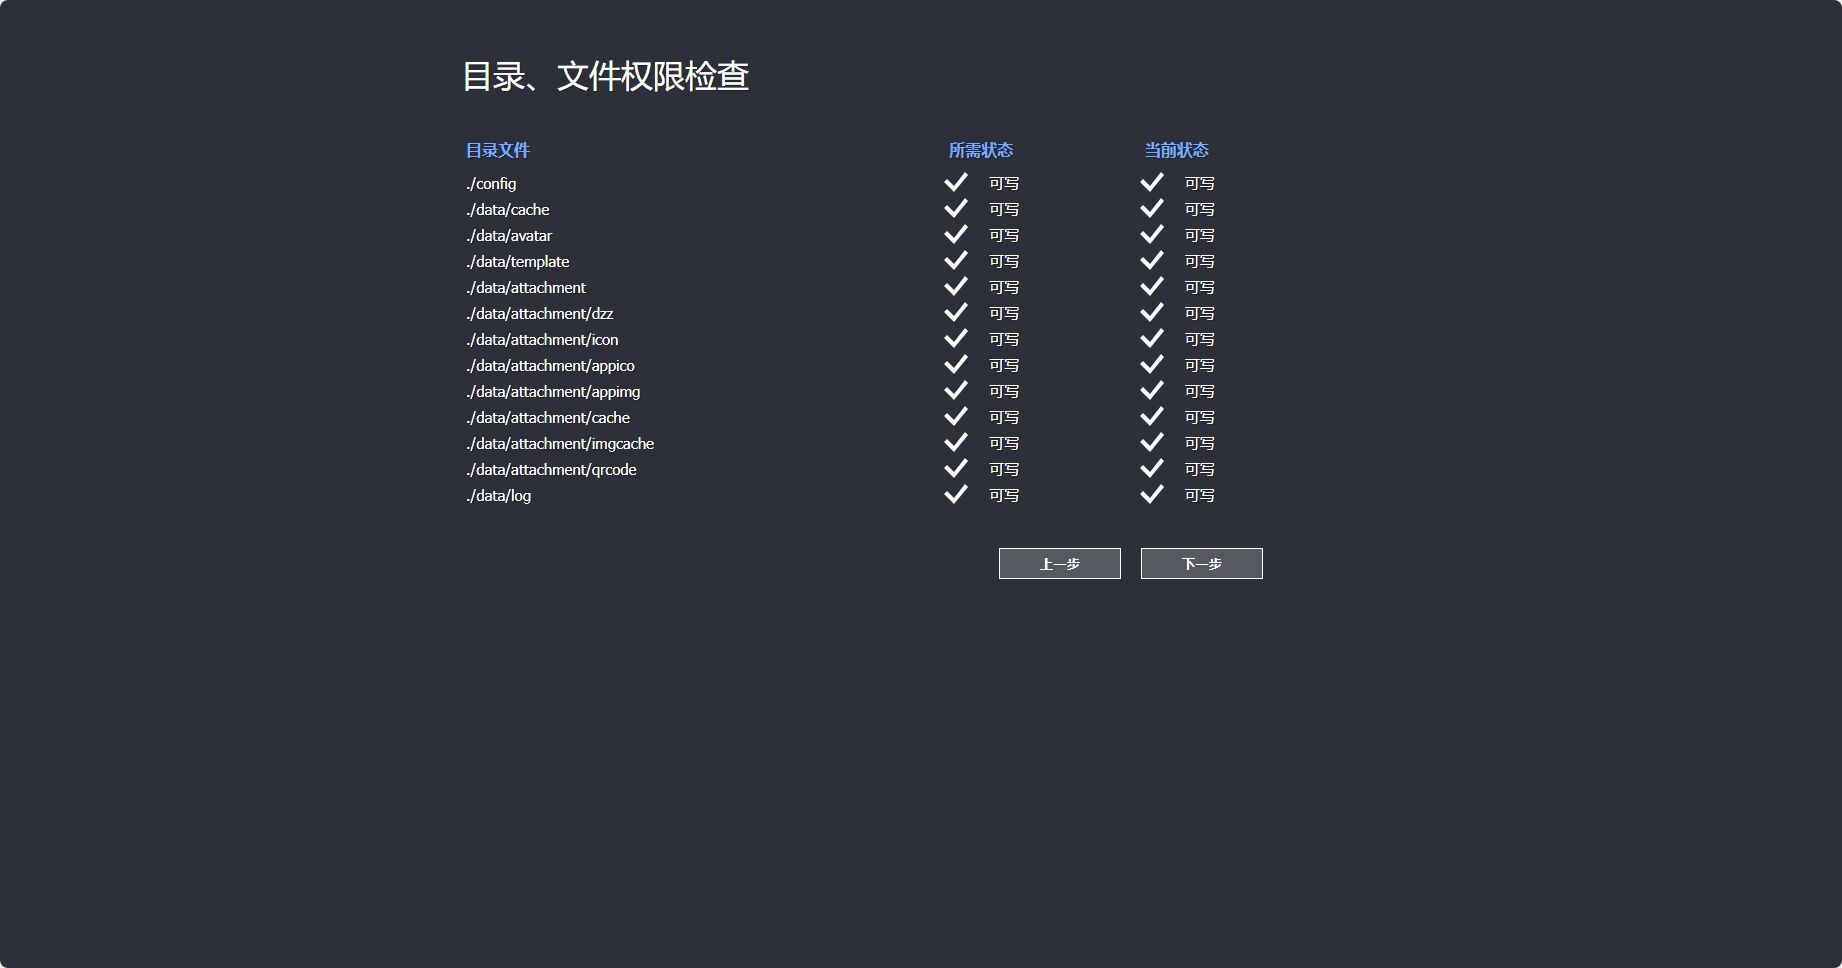 目录、文件权限检查
目录文件 所需状态 当前状态
./config 可写 可写
./data/cache 可写 可写
./data/avatar 可写 可写
./data/template 可写 可写
./data/attachment 可写 可写
./data/attachment/dzz 可写 可写
./data/attachment/icon 可写 可写
./data/attachment/appico 可写 可写
./data/attachment/appimg 可写 可写
./data/attachment/cache 可写 可写
./data/attachment/imgcache 可写 可写
./data/attachment/qrcode 可写 可写
./data/log 可写 可写
上一步 下一步